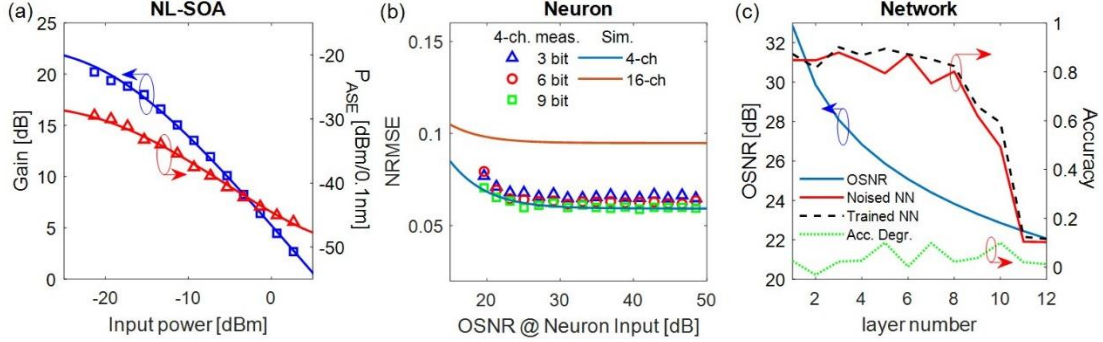 (a) NL-SOA
25
20
15
10
5
0
Gain [dB]
-20
-30
-40
-50
P_ASE [dBm/0.1nm]
-20 -10 0
Input power [dBm]
(b) Neuron
0.15
0.1
0.05
NRMSE
4-ch. meas. Sim.
3 bit 4-ch
6 bit 16-ch
9 bit
20 30 40 50
OSNR @ Neuron Input [dB]
(c) Network
32
30
28
26
24
22
20
OSNR [dB]
1
0.8
0.6
0.4
0.2
0
Accuracy
OSNR
Noised NN
Trained NN
Acc. Degr.
2 4 6 8 10 12
layer number